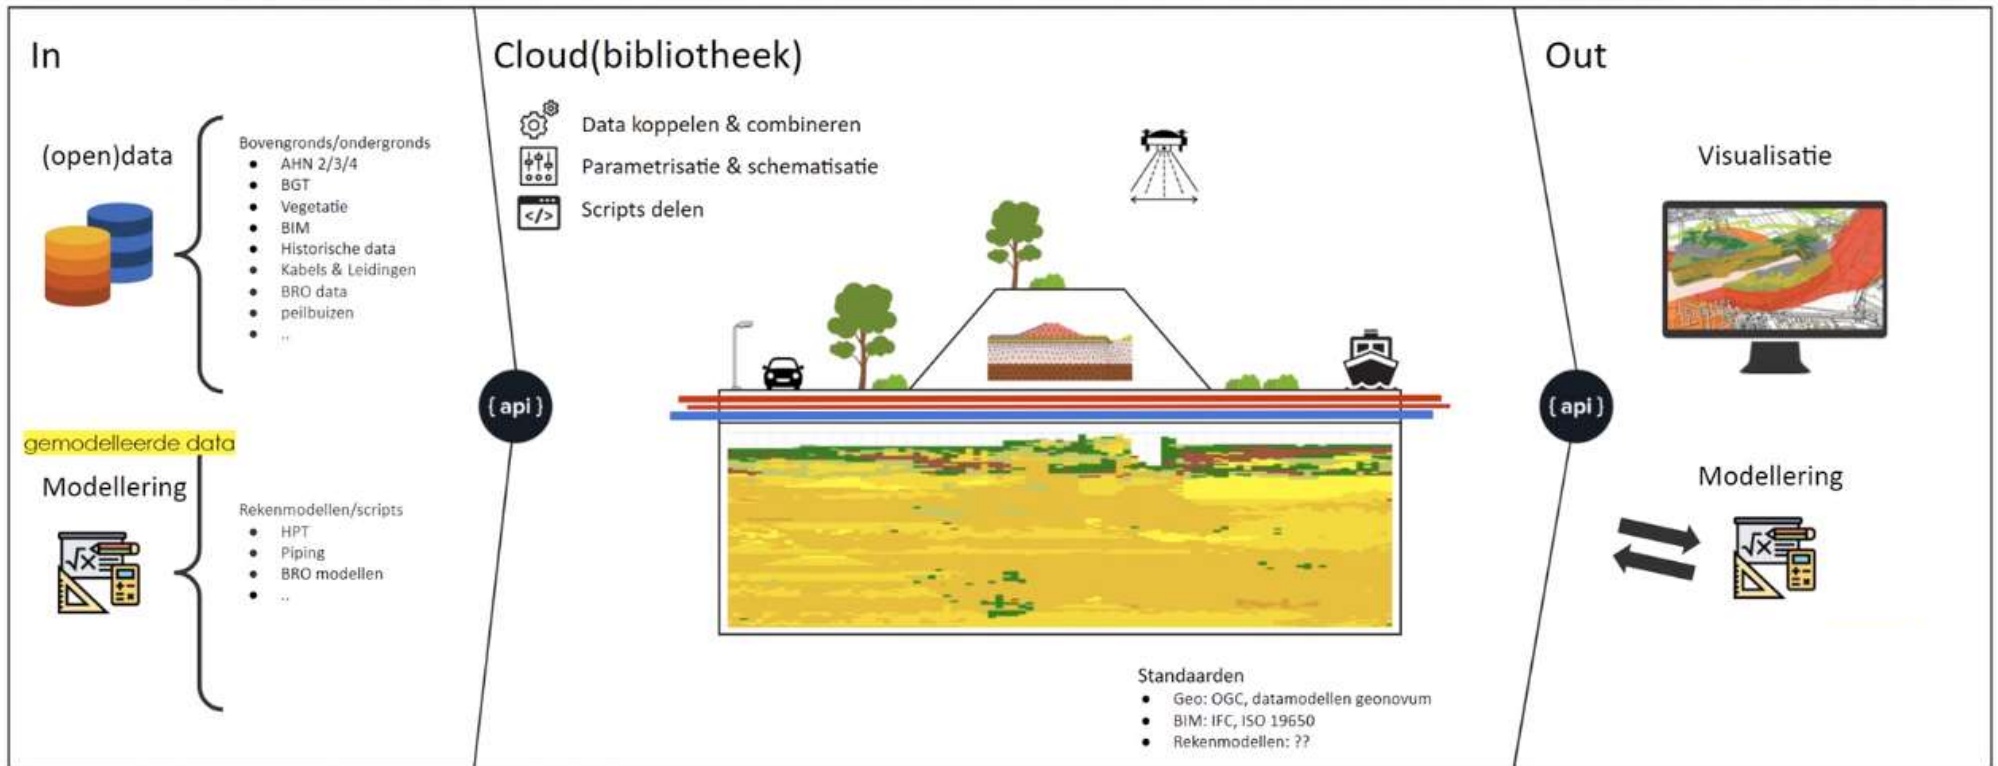 In
(open)data
Bovengronds/ondergronds
● AHN 2/3/4
● BGT
● Vegetatie
● BIM
● Historische data
● Kabels & Leidingen
● BRO data
● peilbuizen
● ..
gemodelleerde data
Modellering
Rekenmodellen/scripts
● HPT
● Piping
● BRO modellen
● ..
{ api }
Cloud(bibliotheek)
Data koppelen & combineren
Parametrisatie & schematisatie
</> Scripts delen
Standaarden
● Geo: OGC, datamodellen geonovum
● BIM: IFC, ISO 19650
● Rekenmodellen: ??
{ api }
Out
Visualisatie
Modellering
√x
√x